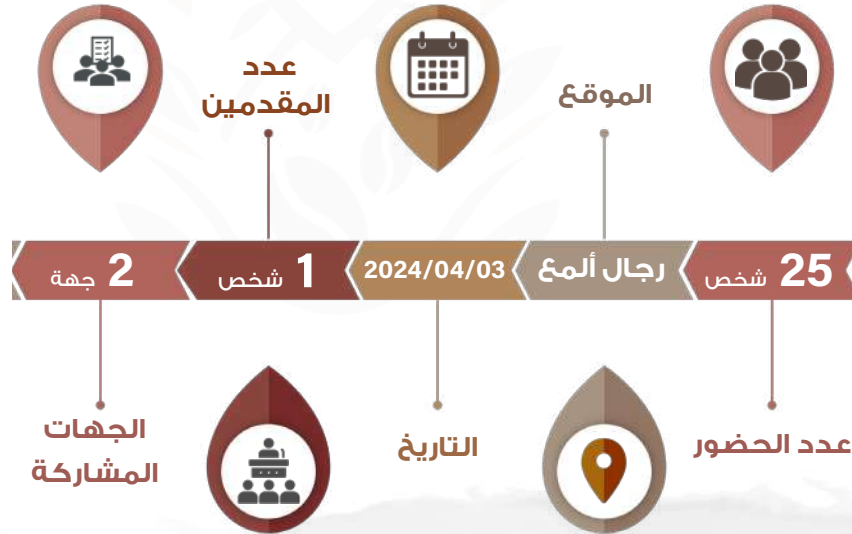 عدد
المقدمين
الموقع
25 شخص
رجال ألمع
2024/04/03
1 شخص
2 جهة
عدد الحضور
التاريخ
الجهات
المشاركة